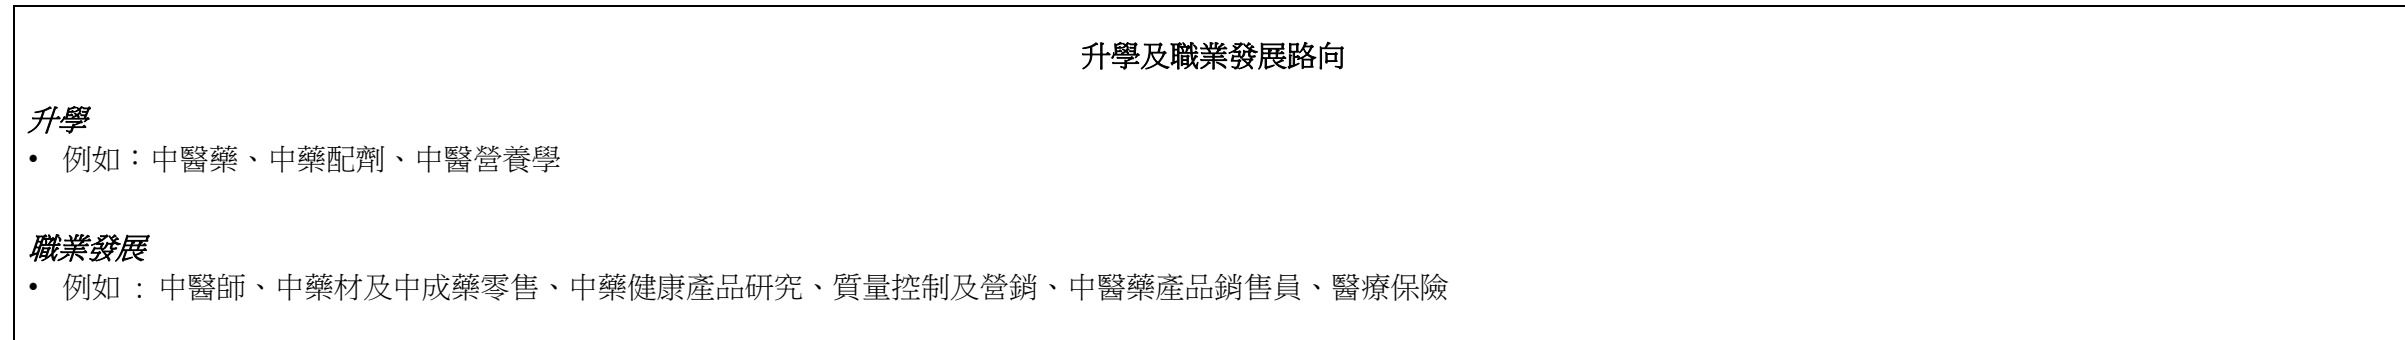 升學及職業發展路向
升學
• 例如：中醫藥、中藥配劑、中醫營養學
職業發展
• 例如 : 中醫師、中藥材及中成藥零售、中藥健康產品研究、質量控制及營銷、中醫藥產品銷售員、醫療保險